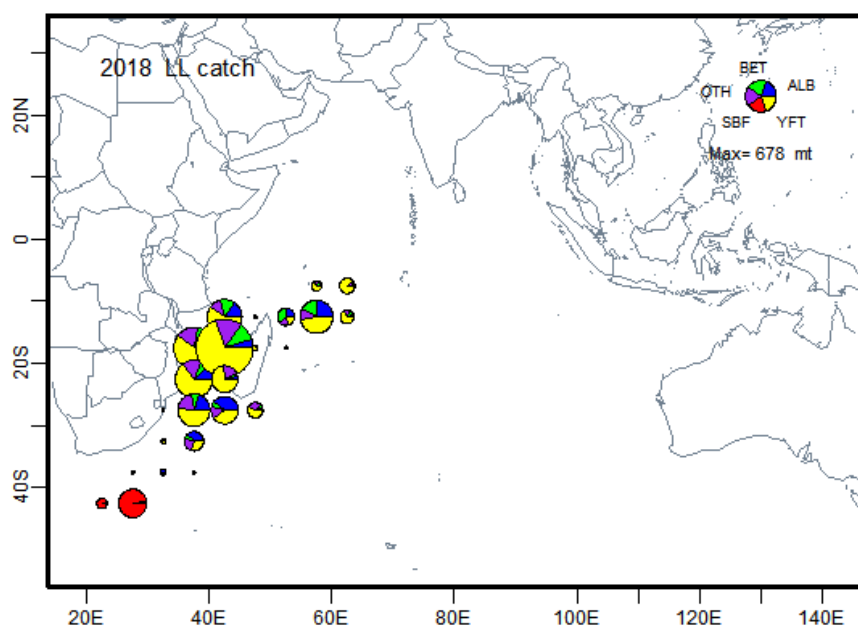 2018 LL catch
BET
OTH
ALB
SBF
YFT
Max= 678 mt
20N
0
20S
40S
20E
40E
60E
80E
100E
120E
140E